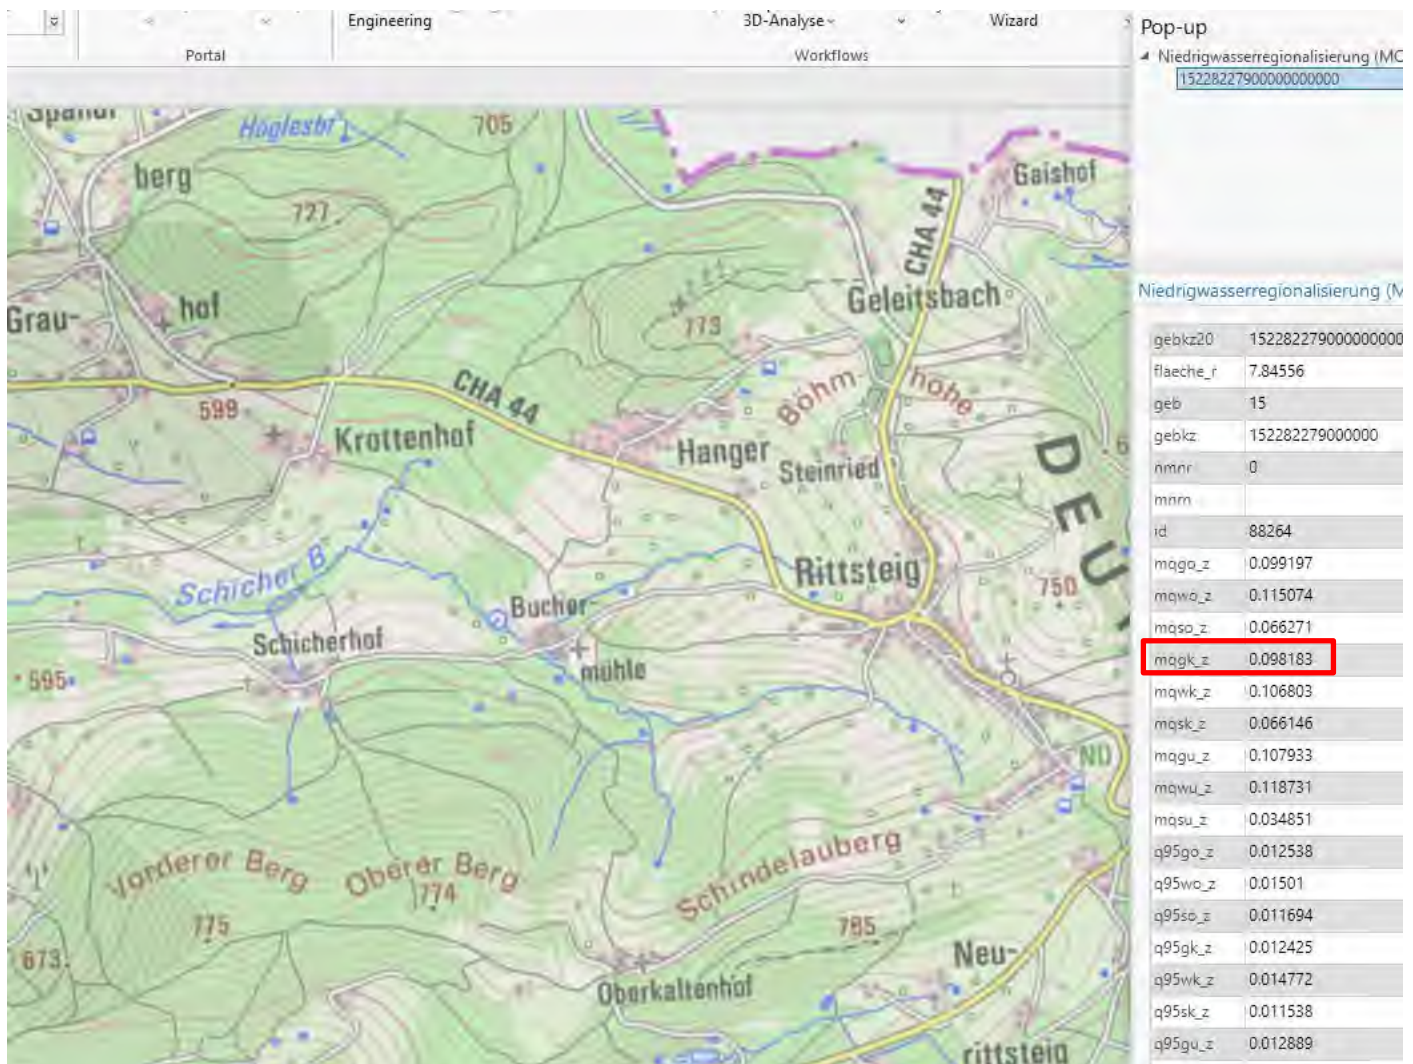 Engineering
3D-Analyse
Wizard
Portal
Workflows
Pop-up
Niedrigwasserregionalisierung (MC
15228227900000000000
berg
705
727
Gaishof
CHA 44
Geleitsbach
Grau-
hof
773
CHA 44
Böhm-
höhe
599
Krottenhof
Hanger
Steinried
DEU
Schicher B
Rittsteig
750
Bucher-
mühle
Schicherhof
595
ND
Vorderer Berg
Oberer Berg
774
775
Schindelauberg
785
673
Neu-
Oberkaltenhof
rittsteig
Niedrigwasserregionalisierung (M
gebkz20 152282279000000000
flaeche_r 7.84556
geb 15
gebkz 152282279000000
nmnr 0
mnrn
id 88264
mqgo_z 0.099197
mqwo_z 0.115074
mqso_z 0.066271
mqgk_z 0.098183
mqwk_z 0.106803
mqsk_z 0.066146
mqgu_z 0.107933
mqwu_z 0.118731
mqsu_z 0.034851
q95go_z 0.012538
q95wo_z 0.01501
q95so_z 0.011694
q95gk_z 0.012425
q95wk_z 0.014772
q95sk_z 0.011538
q95gu_z 0.012889